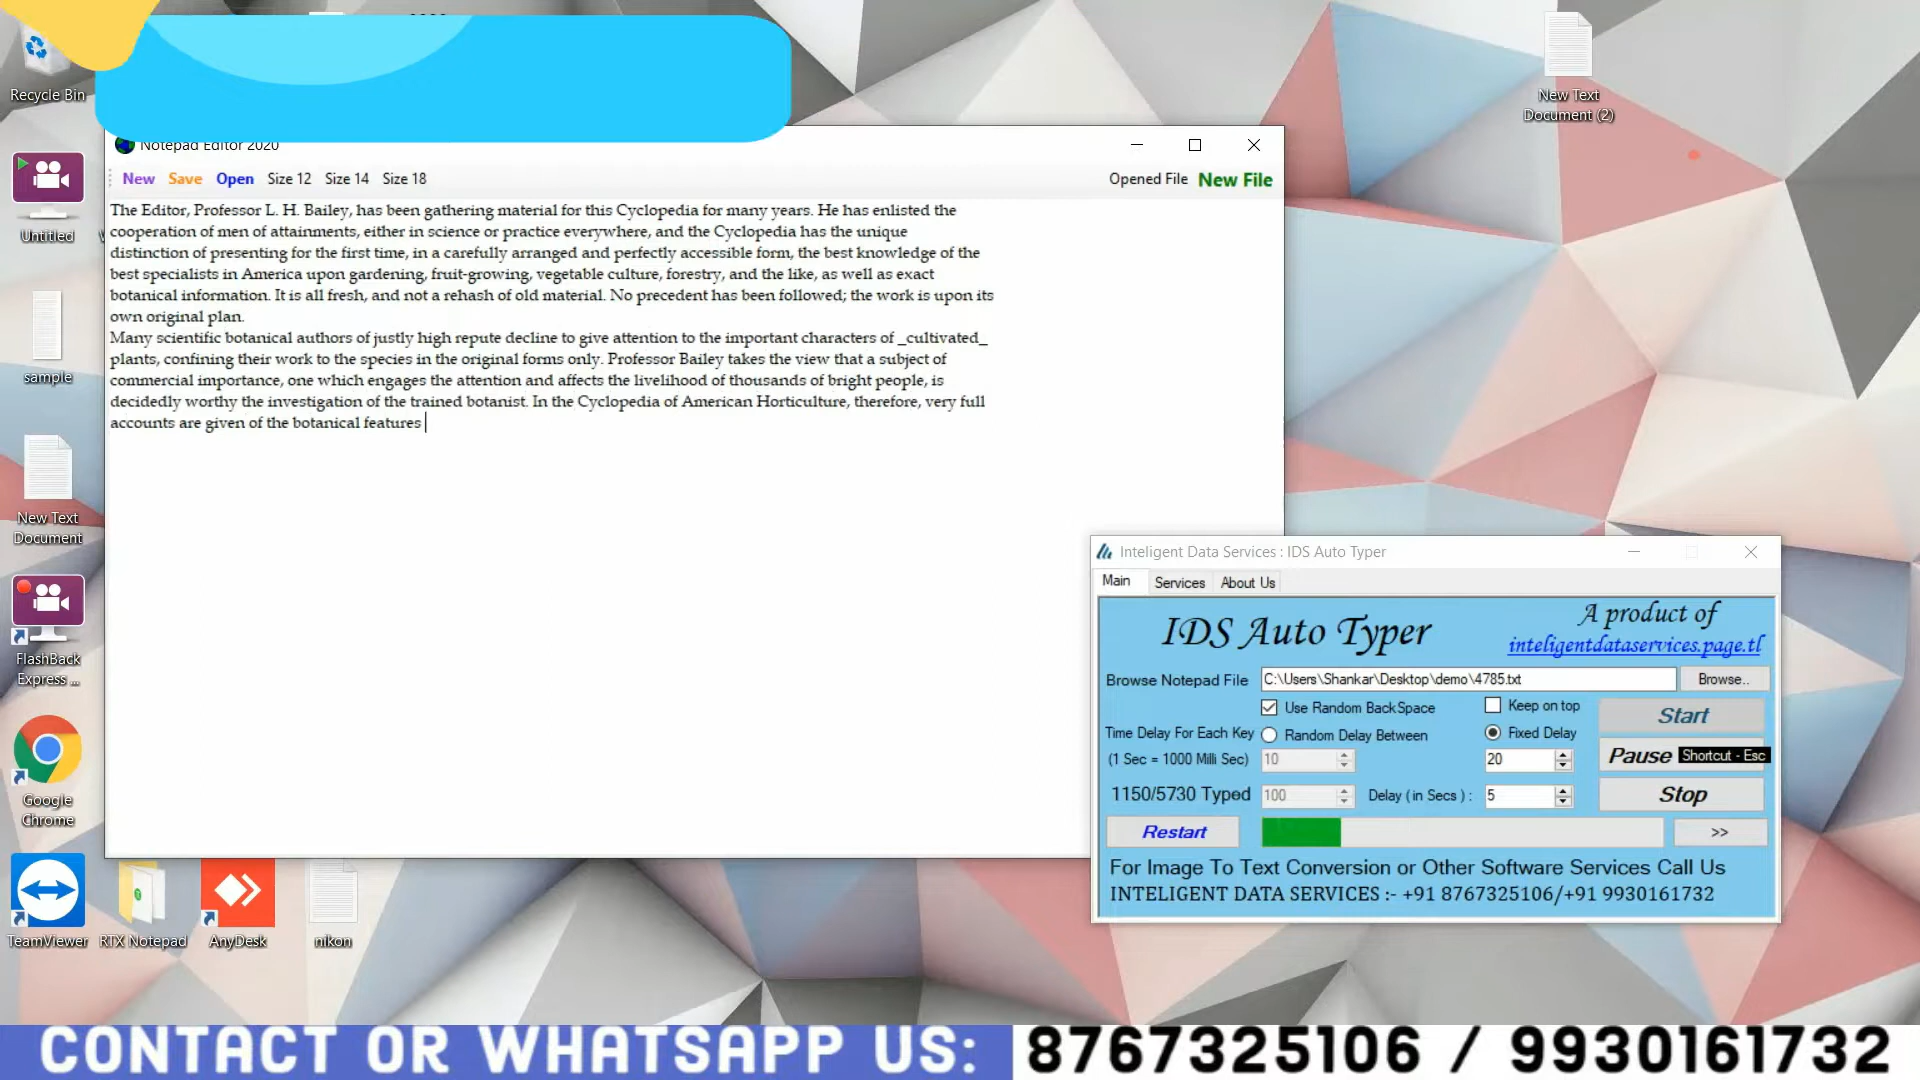 Recycle Bin
Untitled
sample
New Text
Document
FlashBack
Express ...
Google
Chrome
TeamViewer
RTX Notepad
AnyDesk
nikon
New Text
Document (2)
Notepad Editor 2020
New Save Open Size 12 Size 14 Size 18 Opened File New File
The Editor, Professor L. H. Bailey, has been gathering material for this Cyclopedia for many years. He has enlisted the
cooperation of men of attainments, either in science or practice everywhere, and the Cyclopedia has the unique
distinction of presenting for the first time, in a carefully arranged and perfectly accessible form, the best knowledge of the
best specialists in America upon gardening, fruit-growing, vegetable culture, forestry, and the like, as well as exact
botanical information. It is all fresh, and not a rehash of old material. No precedent has been followed; the work is upon its
own original plan.
Many scientific botanical authors of justly high repute decline to give attention to the important characters of _cultivated_
plants, confining their work to the species in the original forms only. Professor Bailey takes the view that a subject of
commercial importance, one which engages the attention and affects the livelihood of thousands of bright people, is
decidedly worthy the investigation of the trained botanist. In the Cyclopedia of American Horticulture, therefore, very full
accounts are given of the botanical features
Inteligent Data Services : IDS Auto Typer
Main Services About Us
IDS Auto Typer
A product of
inteligentdataservices.page.tl
Browse Notepad File C:\Users\Shankar\Desktop\demo\4785.txt Browse..
Use Random BackSpace Keep on top Start
Time Delay For Each Key Random Delay Between Fixed Delay
(1 Sec = 1000 Milli Sec) 10 20 Pause Shortcut - Esc
1150/5730 Typed 100 Delay ( in Secs ) : 5 Stop
Restart >>
For Image To Text Conversion or Other Software Services Call Us
INTELIGENT DATA SERVICES :- +91 8767325106/+91 9930161732
CONTACT OR WHATSAPP US: 8767325106 / 9930161732